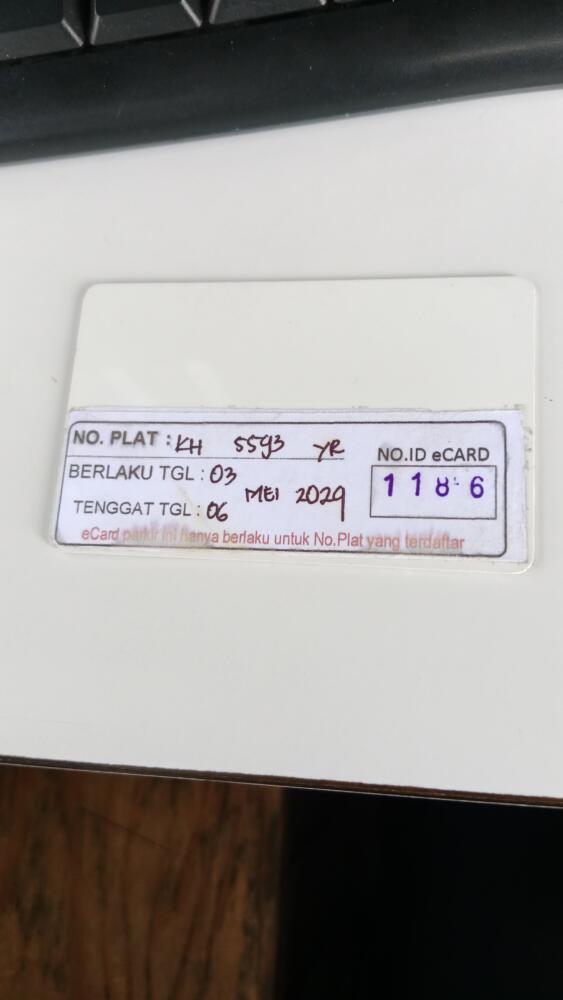 NO. PLAT : KH 5593 YR
NO.ID eCARD
BERLAKU TGL : 03
1186
MEI 2029
TENGGAT TGL : 06
eCard parkir ini hanya berlaku untuk No.Plat yang terdaftar